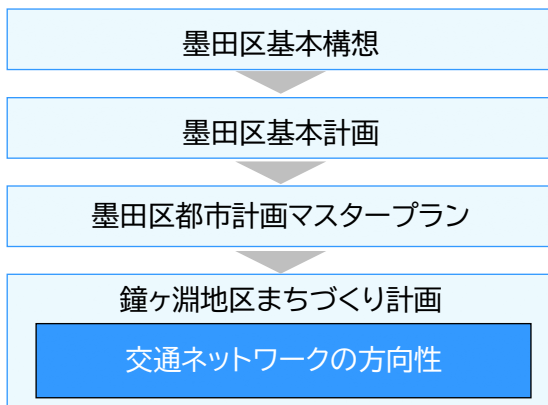 墨田区基本構想
墨田区基本計画
墨田区都市計画マスタープラン
鐘ヶ淵地区まちづくり計画
交通ネットワークの方向性